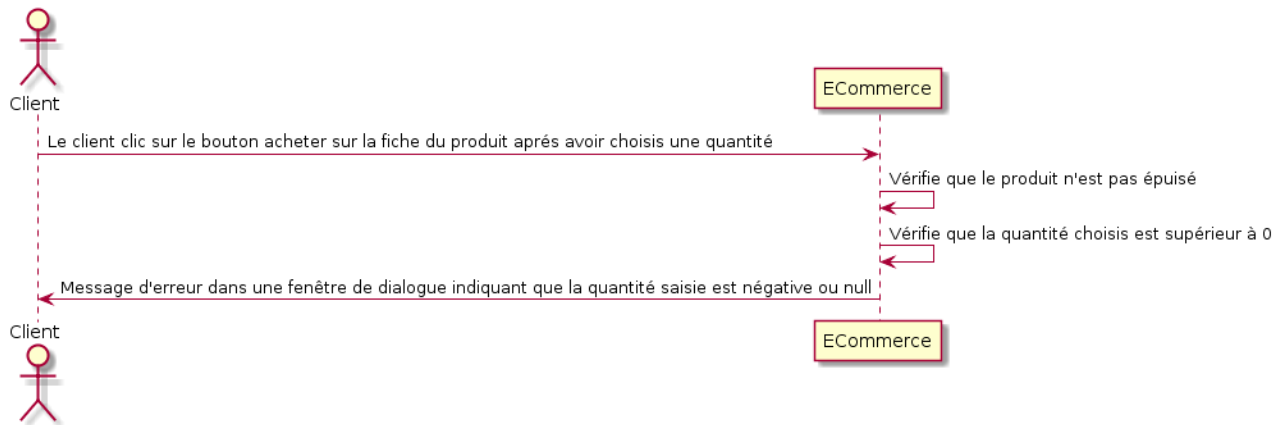 Client
ECommerce
Le client clic sur le bouton acheter sur la fiche du produit aprés avoir choisis une quantité
Vérifie que le produit n'est pas épuisé
Vérifie que la quantité choisis est supérieur à 0
Message d'erreur dans une fenêtre de dialogue indiquant que la quantité saisie est négative ou null
Client
ECommerce